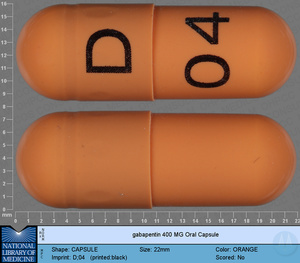 D
04
mm
gabapentin 400 MG Oral Capsule
NATIONAL
LIBRARY OF
MEDICINE
Shape: CAPSULE Size: 22mm Color: ORANGE
Imprint: D;04 (printed:black) Scored: No